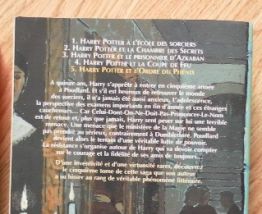 1. HARRY POTTER À L'ÉCOLE DES SORCIERS
2. HARRY POTTER ET LA CHAMBRE DES SECRETS
3. HARRY POTTER ET LE PRISONNIER D'AZKABAN
4. HARRY POTTER ET LA COUPE DE FEU
5. HARRY POTTER ET L'ORDRE DU PHÉNIX
A quinze ans, Harry s'apprête à entrer en cinquième année
à Poudlard. Et s'il est heureux de retrouver le monde
des sorciers, il n'a jamais été aussi anxieux. L'adolescence,
la perspective des examens importants en fin d'année et ces étranges
cauchemars... Car Celui-Dont-On-Ne-Doit-Pas-Prononcer-Le-Nom
est de retour et, plus que jamais, Harry sent peser sur lui une terrible
menace. Une menace que le ministère de la Magie ne semble
pas prendre au sérieux, contrairement à Dumbledore. Poudlard
devient alors le terrain d'une véritable lutte de pouvoir.
La résistance s'organise autour de Harry qui va devoir compter
sur le courage et la fidélité de ses amis de toujours...
D'une inventivité et d'une virtuosité rares, découvrez
le cinquième tome de cette saga que son auteur
a su hisser au rang de véritable phénomène littéraire.